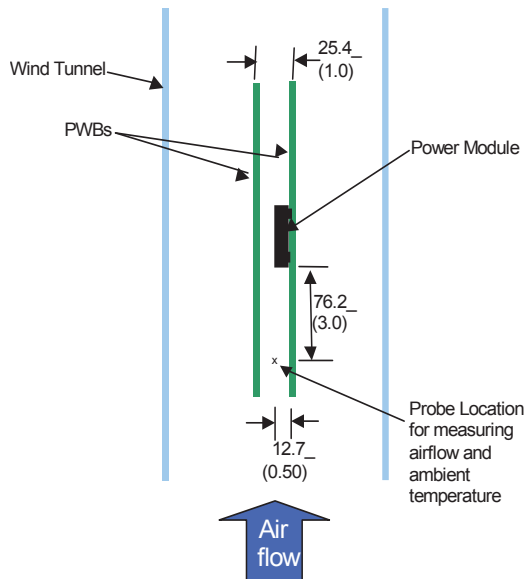 25.4_
(1.0)
Wind Tunnel
PWBs
Power Module
76.2_
(3.0)
x
Probe Location
for measuring
airflow and
ambient
temperature
12.7_
(0.50)
Air
flow